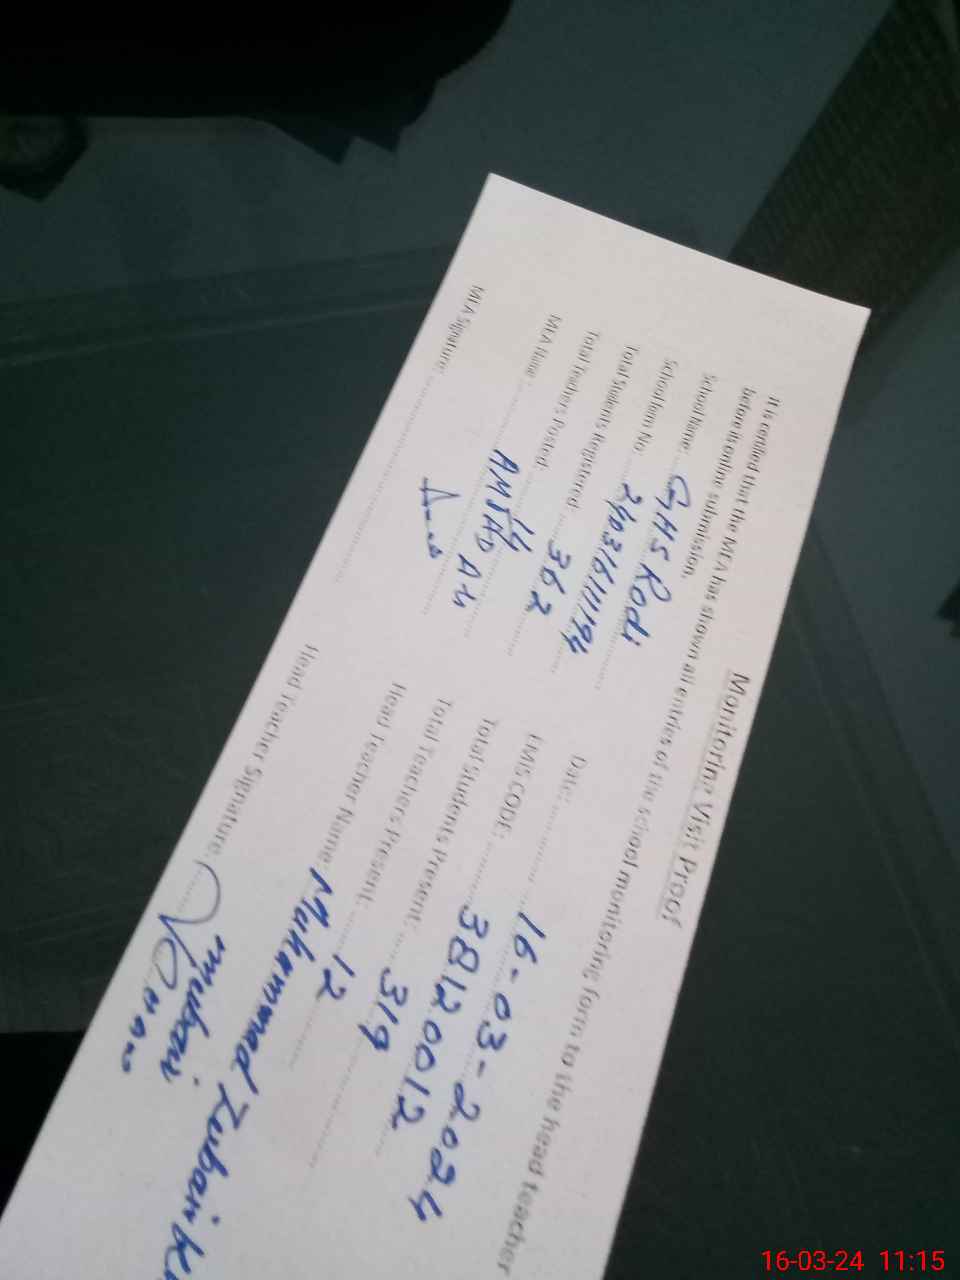 Monitoring Visit Proof
It is certified that the MEA has shown all entries of the school monitoring form to the head teacher
before its online submission.
School Name: GHS Rodi
Date: 16-03-2024
School Item No:
EMIS CODE: 38120012
Total Students Registered: 362
Total Students Present: 319
Total Teachers Posted: 14
Total Teachers Present: 12
MEA Name: AMJAD Ali
Head Teacher Name: Muhammad Zubair
MEA Signature:
Head Teacher Signature:
16-03-24 11:15